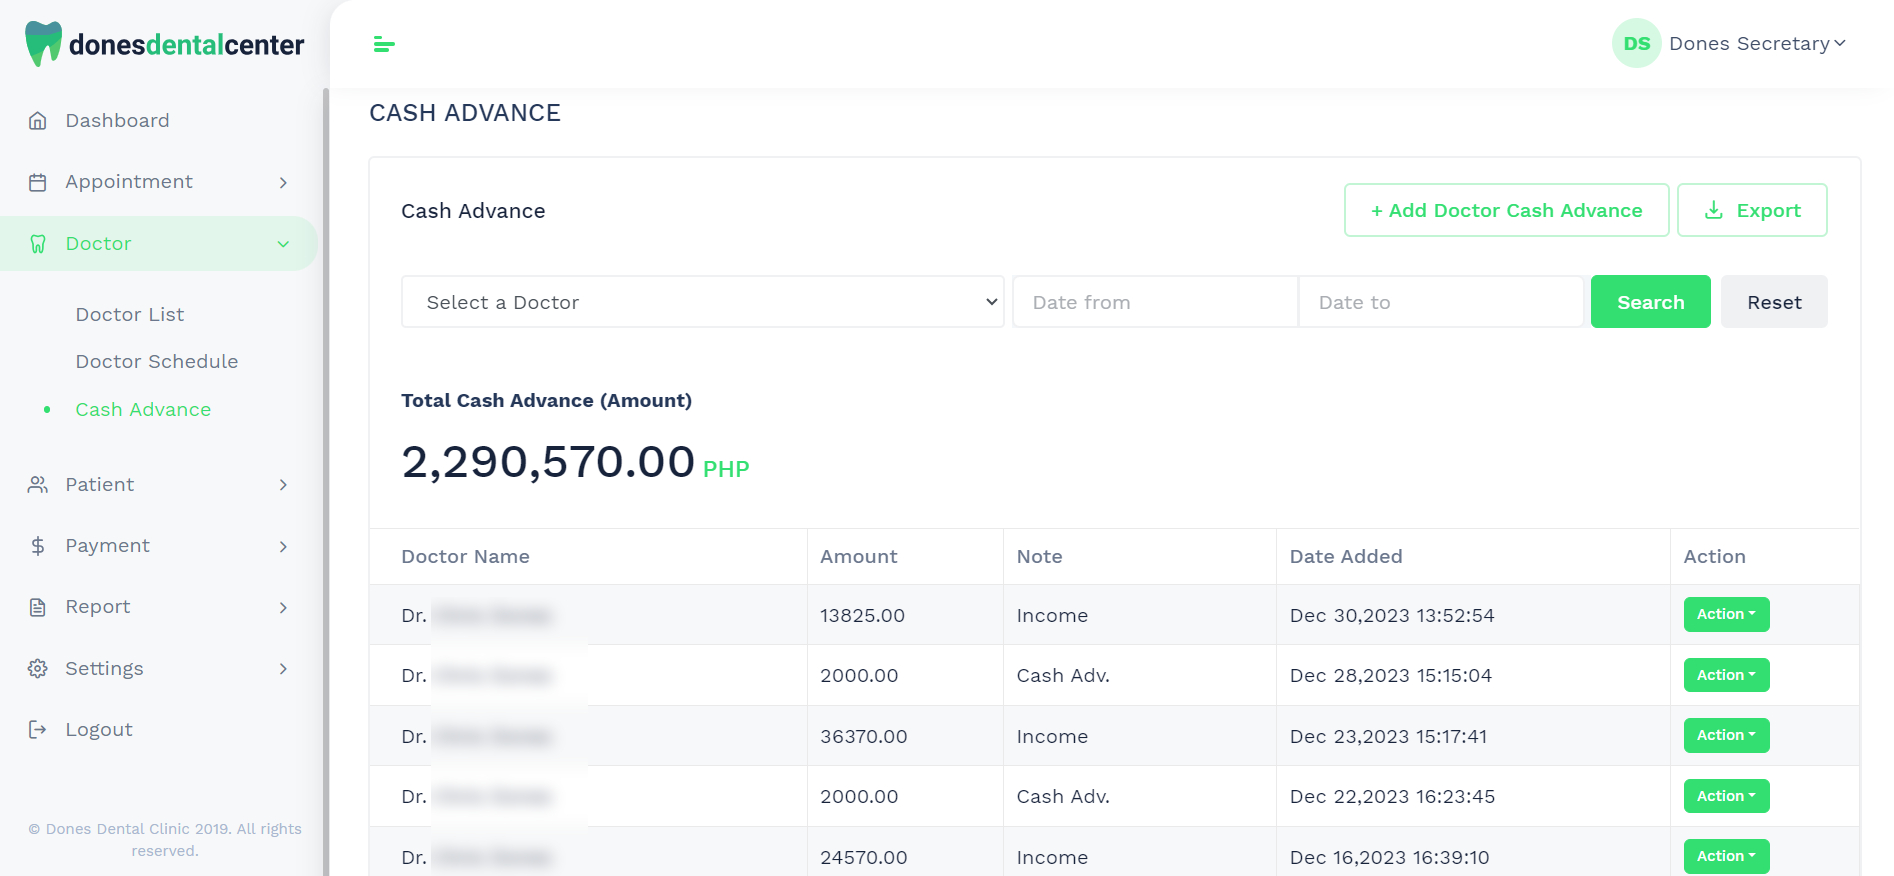 donesdentalcenter
DS Dones Secretary
Dashboard
Appointment
Doctor
Doctor List
Doctor Schedule
Cash Advance
Patient
Payment
Report
Settings
Logout
© Dones Dental Clinic 2019. All rights
reserved.
CASH ADVANCE
Cash Advance
+ Add Doctor Cash Advance
Export
Select a Doctor
Date from
Date to
Search
Reset
Total Cash Advance (Amount)
2,290,570.00 PHP
Doctor Name Amount Note Date Added Action
Dr. 13825.00 Income Dec 30,2023 13:52:54 Action
Dr. 2000.00 Cash Adv. Dec 28,2023 15:15:04 Action
Dr. 36370.00 Income Dec 23,2023 15:17:41 Action
Dr. 2000.00 Cash Adv. Dec 22,2023 16:23:45 Action
Dr. 24570.00 Income Dec 16,2023 16:39:10 Action